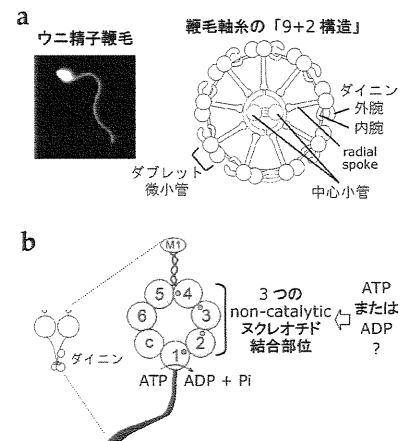 a
ウニ精子鞭毛
鞭毛軸糸の「9+2 構造」
ダイニン
外腕
内腕
radial
spoke
ダブレット
微小管
中心小管
b
M1
5
4
6
3
c
2
1
ダイニン
ATP
ADP + Pi
3 つの
non-catalytic
ヌクレオチド
結合部位
ATP
または
ADP
?